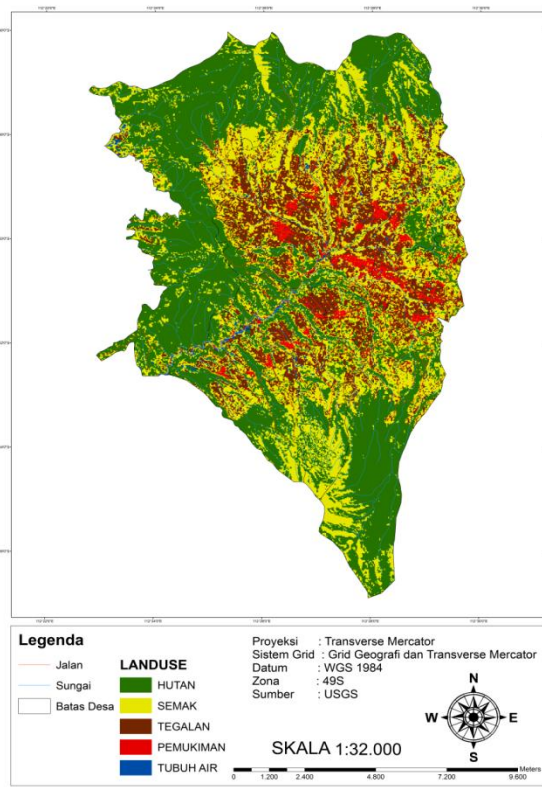 Legenda
Jalan
Sungai
Batas Desa
LANDUSE
HUTAN
SEMAK
TEGALAN
PEMUKIMAN
TUBUH AIR
Proyeksi : Transverse Mercator
Sistem Grid : Grid Geografi dan Transverse Mercator
Datum : WGS 1984
Zona : 49S
Sumber : USGS
N
W E
S
SKALA 1:32.000
Meters
0 1.200 2.400 4.800 7.200 9.600